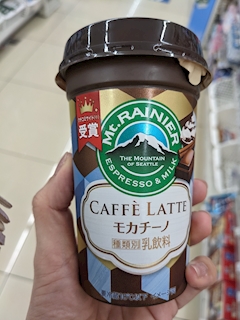 受賞
MT. RAINIER
THE MOUNTAIN
OF SEATTLE
ESPRESSO & MILK
CAFFÈ LATTE
モカチーノ
種類別 乳飲料